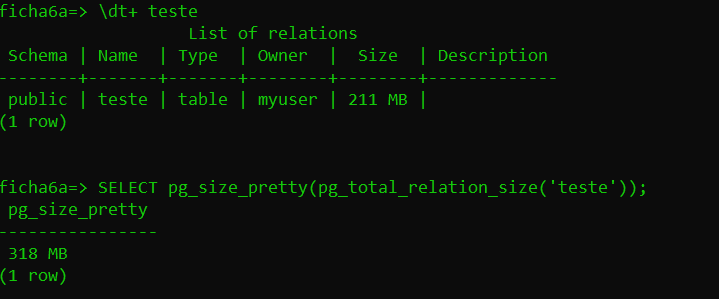 ficha6a=> \dt+ teste
List of relations
Schema | Name | Type | Owner | Size | Description
--------+-------+-------+--------+--------+-------------
public | teste | table | myuser | 211 MB |
(1 row)
ficha6a=> SELECT pg_size_pretty(pg_total_relation_size('teste'));
pg_size_pretty
----------------
318 MB
(1 row)